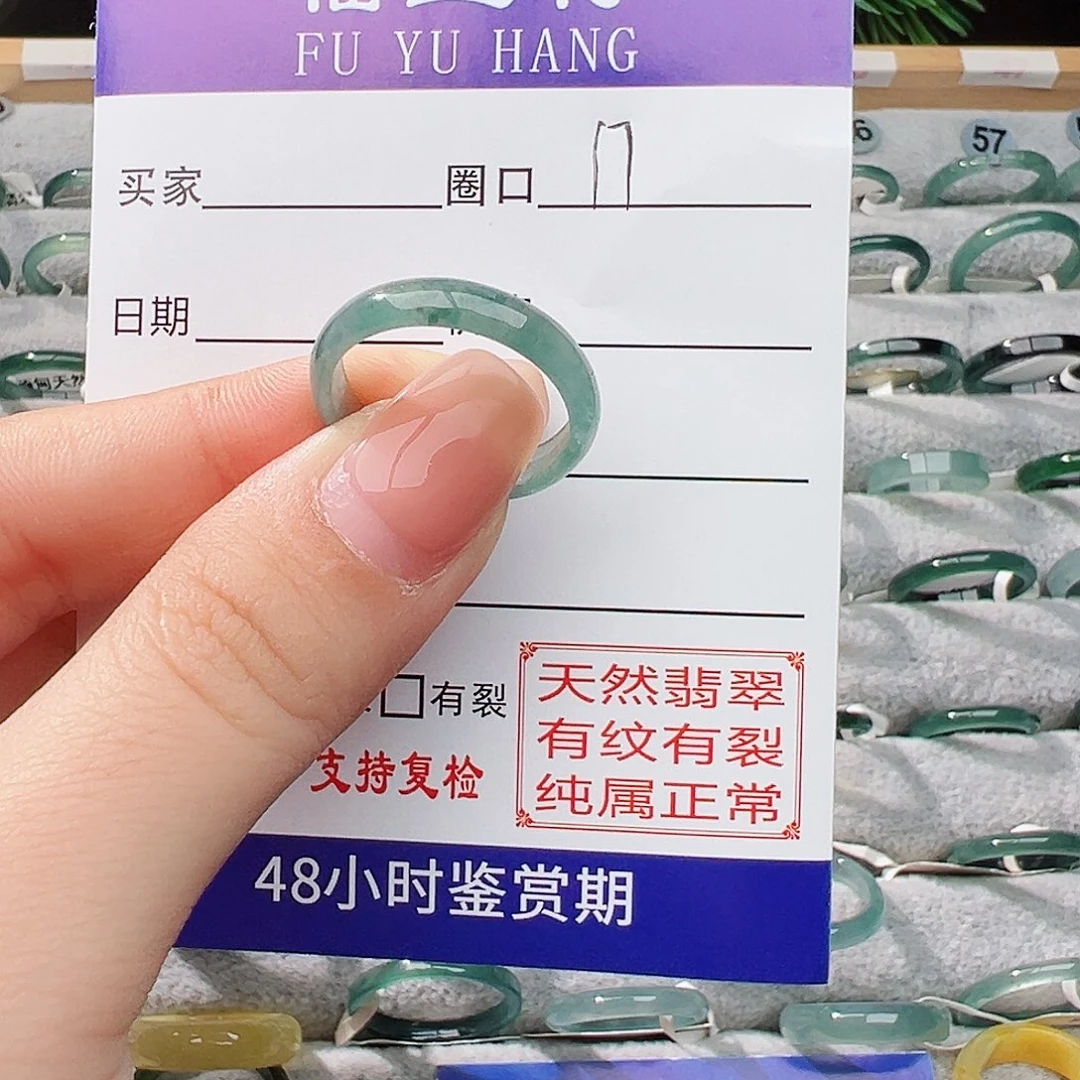 FU YU HANG
买家 圈口
日期
有裂
支持复检
天然翡翠
有纹有裂
纯属正常
48小时鉴赏期
57